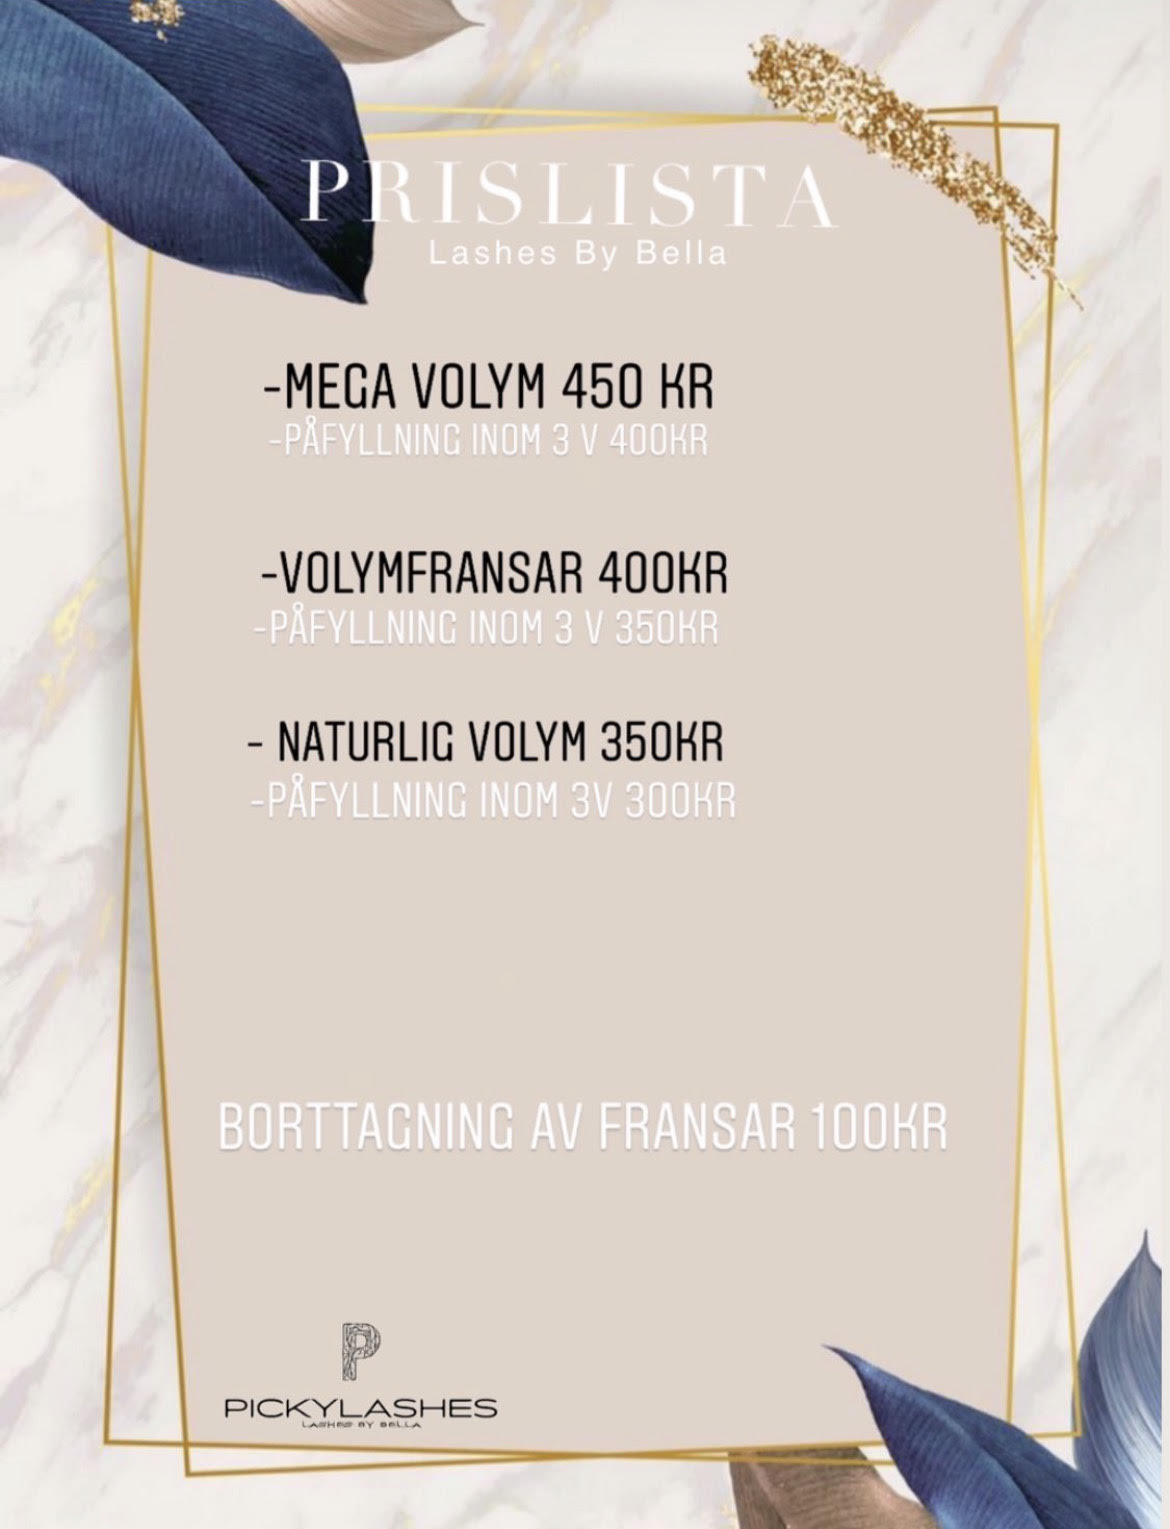 PRISLISTA
Lashes By Bella
-MEGA VOLYM 450 KR
-PÅFYLLNING INOM 3 V 400KR
-VOLYMFRANSAR 400KR
-PÅFYLLNING INOM 3 V 350KR
- NATURLIG VOLYM 350KR
-PÅFYLLNING INOM 3V 300KR
BORTTAGNING AV FRANSAR 100KR
P
PICKYLASHES
LASHES BY BELLA